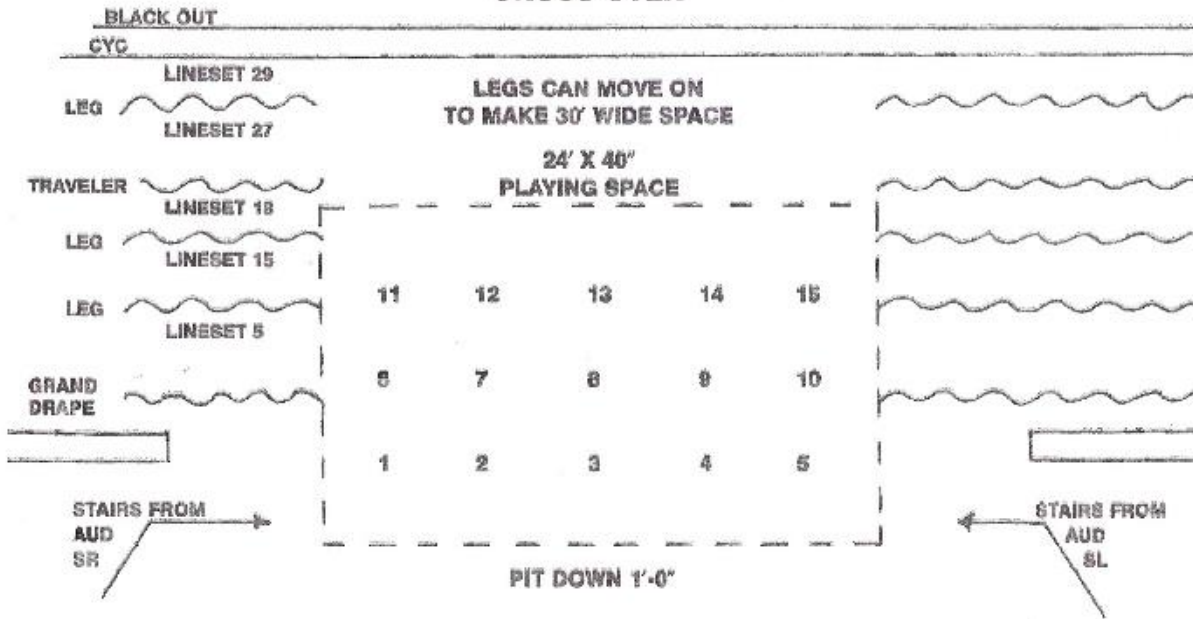 BLACK OUT
CYC
LINESET 29
LEG
LINESET 27
LEGS CAN MOVE ON
TO MAKE 30' WIDE SPACE
24' X 40"
PLAYING SPACE
TRAVELER
LINESET 18
LEG
LINESET 15
LEG
LINESET 5
11 12 13 14 15
6 7 8 9 10
GRAND
DRAPE
1 2 3 4 5
STAIRS FROM
AUD
SR
STAIRS FROM
AUD
SL
PIT DOWN 1'-0"